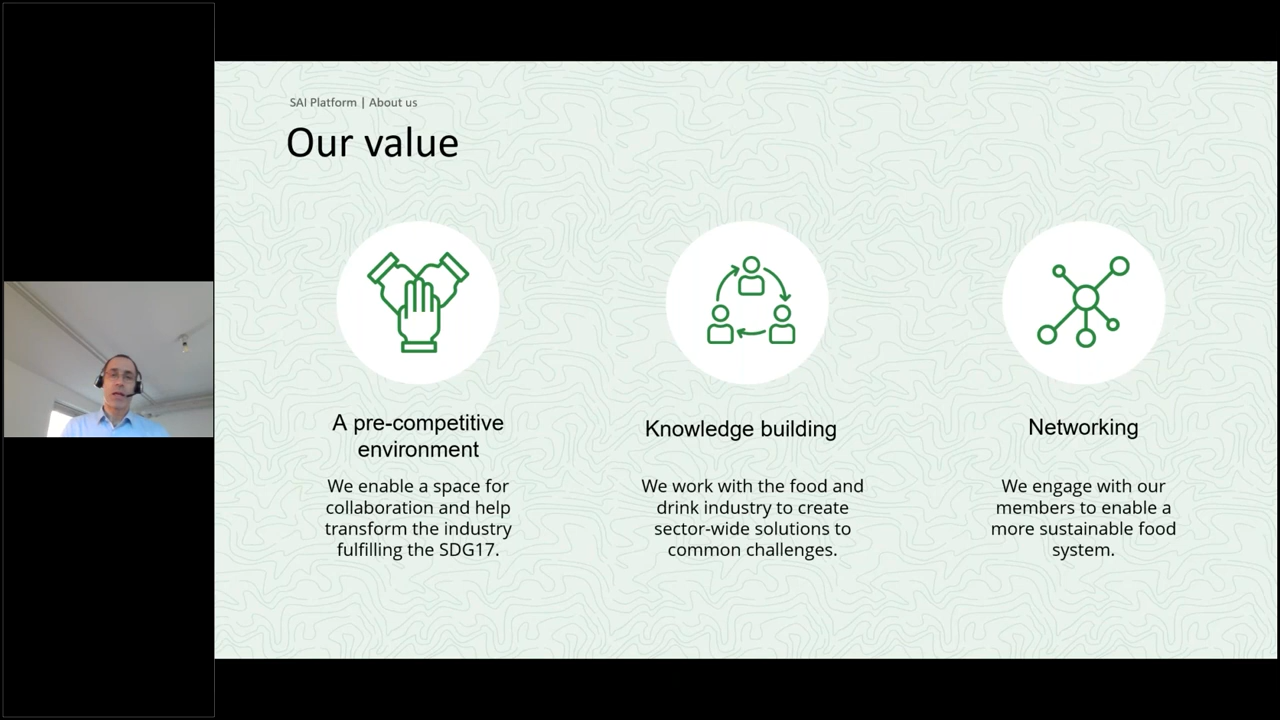 SAI Platform | About us
Our value
A pre-competitive
environment
We enable a space for
collaboration and help
transform the industry
fulfilling the SDG17.
Knowledge building
We work with the food and
drink industry to create
sector-wide solutions to
common challenges.
Networking
We engage with our
members to enable a
more sustainable food
system.